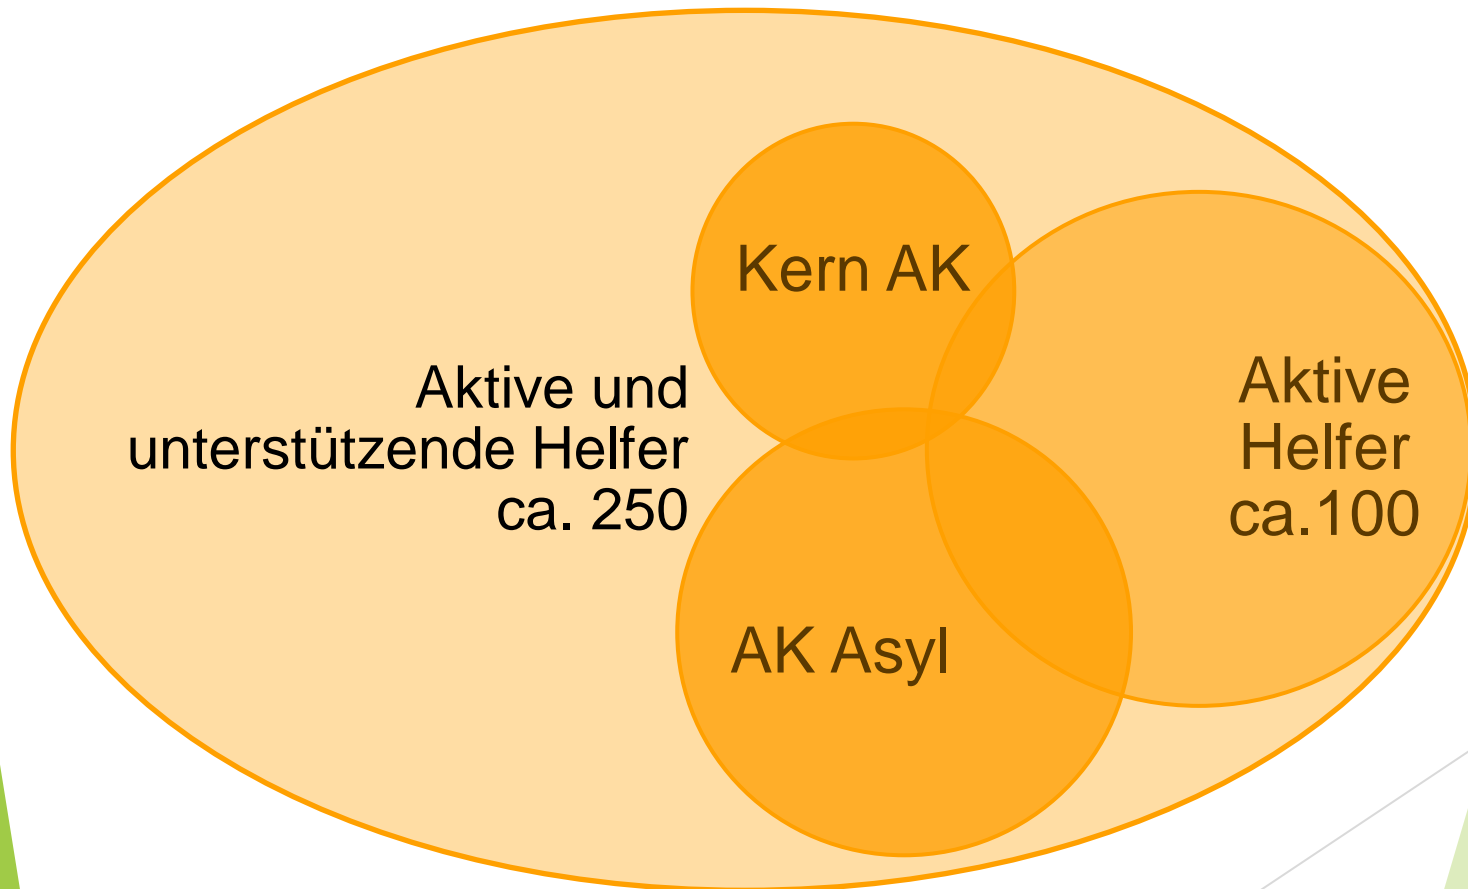 Kern AK
Aktive und
unterstützende Helfer
ca. 250
Aktive
Helfer
ca.100
AK Asyl